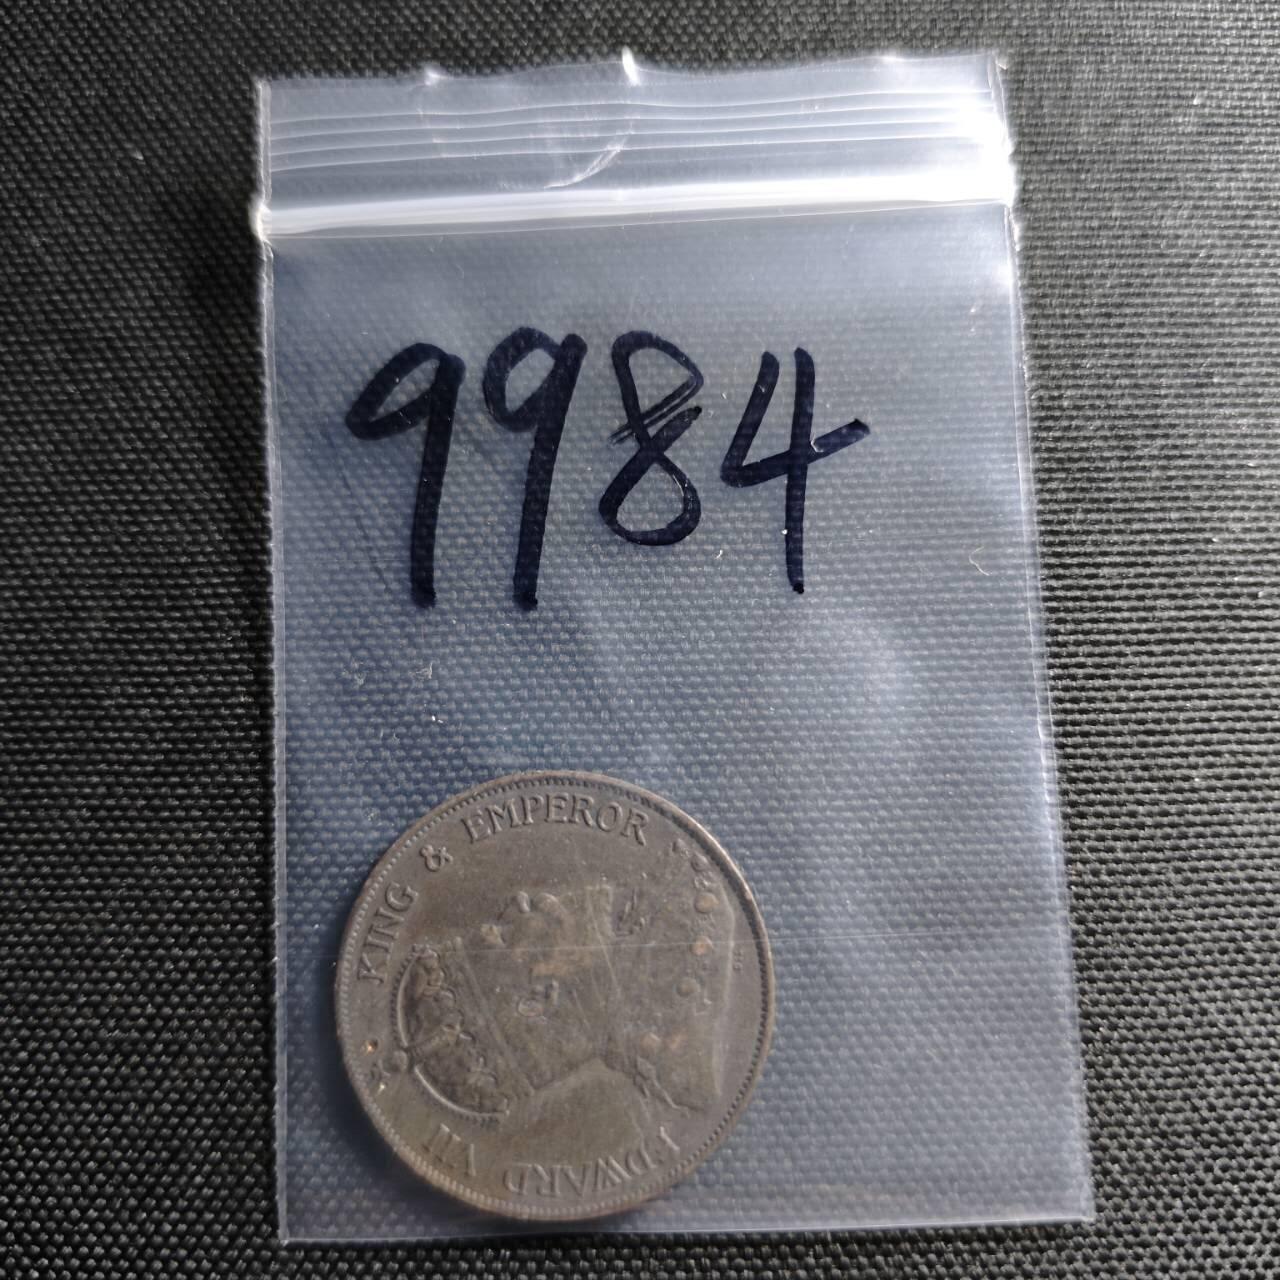 9984
EDWARD VII KING & EMPEROR